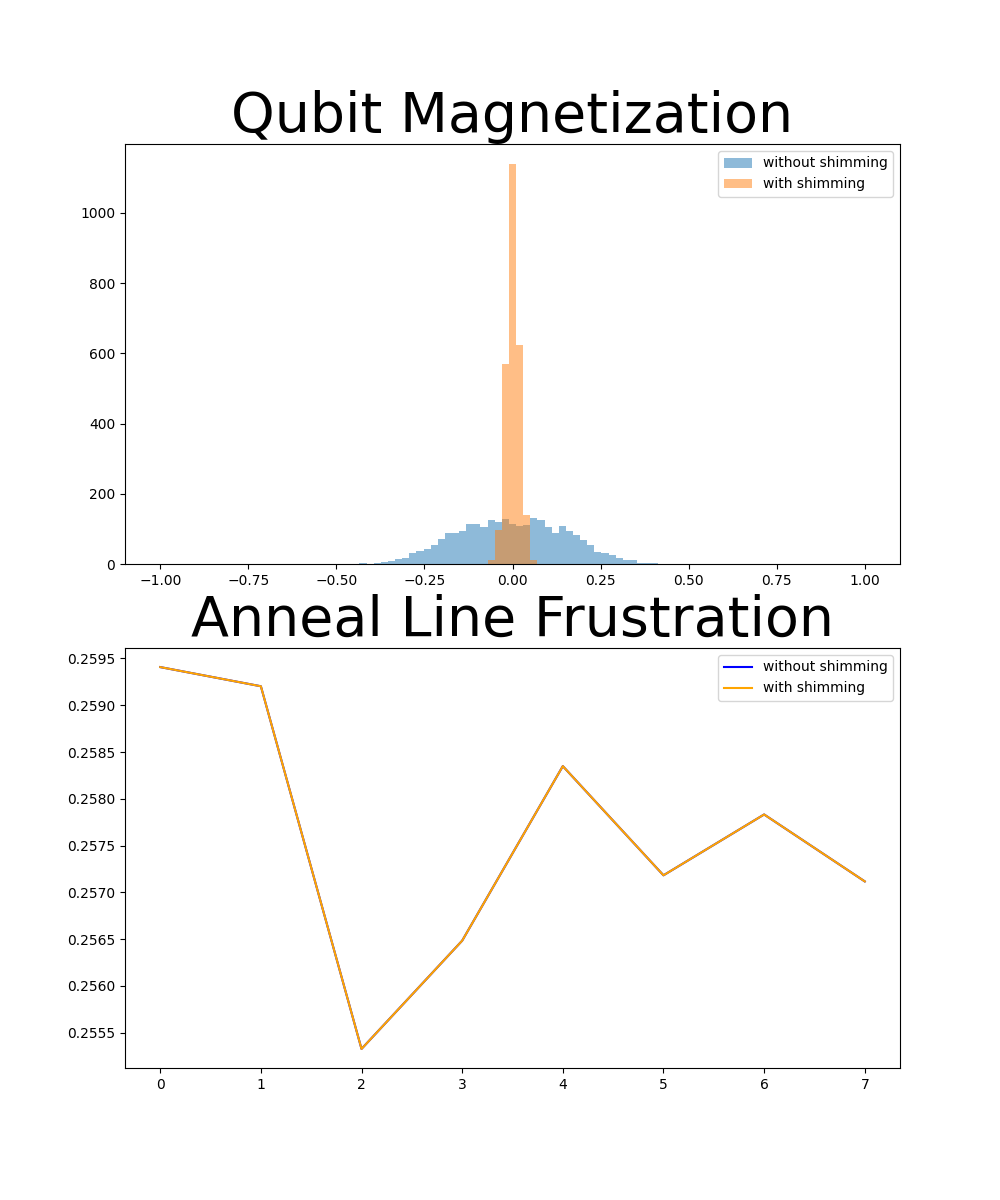 Qubit Magnetization
without shimming
with shimming
1000
800
600
400
200
0
−1.00 −0.75 −0.50 −0.25 0.00 0.25 0.50 0.75 1.00
Anneal Line Frustration
without shimming
with shimming
0.2595
0.2590
0.2585
0.2580
0.2575
0.2570
0.2565
0.2560
0.2555
0 1 2 3 4 5 6 7